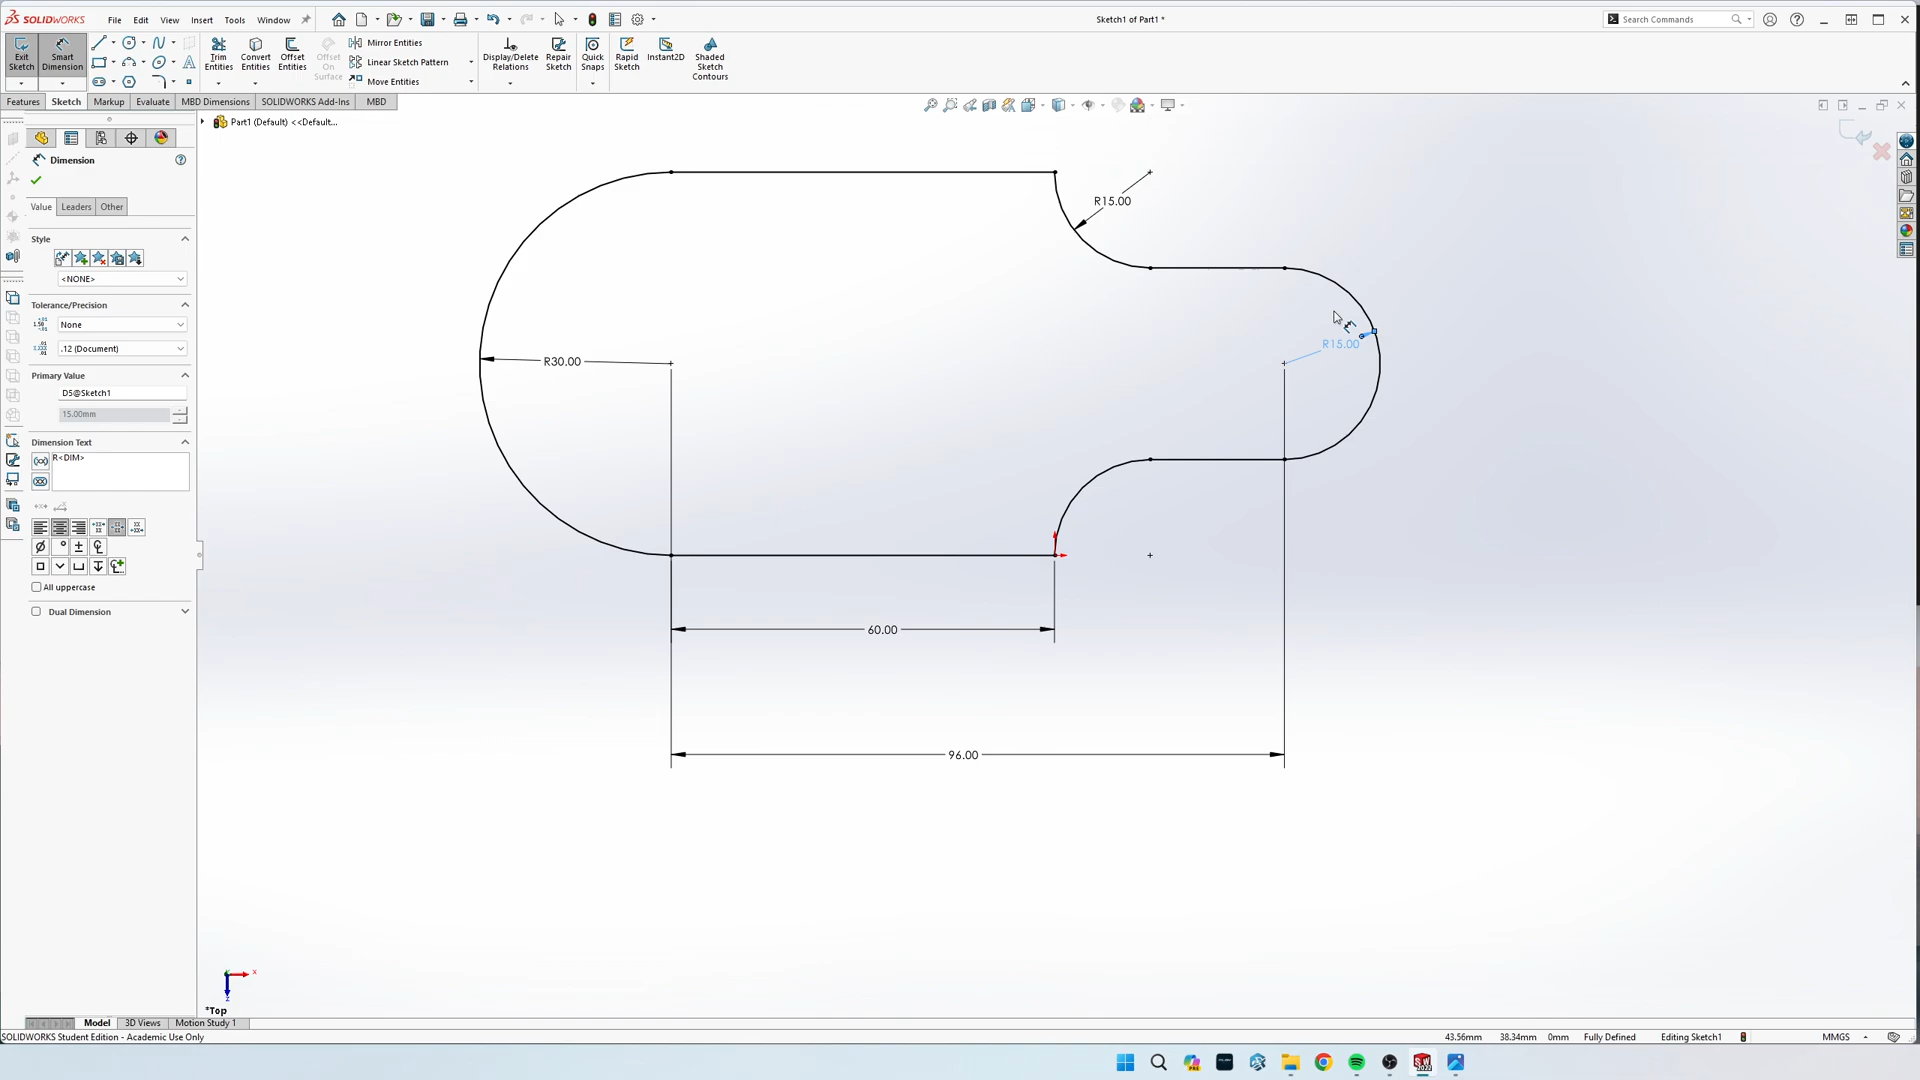 SOLIDWORKS File Edit View Insert Tools Window Sketch1 of Part1 * Search Commands
Exit Sketch
Smart Dimension
Trim Entities
Convert Entities
Offset Entities
Offset On Surface
Mirror Entities
Linear Sketch Pattern
Move Entities
Display/Delete Relations
Repair Sketch
Quick Snaps
Rapid Sketch
Instant2D
Shaded Sketch Contours
Features Sketch Markup Evaluate MBD Dimensions SOLIDWORKS Add-Ins MBD
Part1 (Default) <<Default...
Dimension
Value Leaders Other
Style
<NONE>
Tolerance/Precision
None
.12 (Document)
Primary Value
D5@Sketch1
15.00mm
Dimension Text
R<DIM>
All uppercase
Dual Dimension
R15.00
R15.00
R30.00
60.00
96.00
X
*Top
Model 3D Views Motion Study 1
SOLIDWORKS Student Edition - Academic Use Only 43.56mm 38.34mm 0mm Fully Defined Editing Sketch1 MMGS